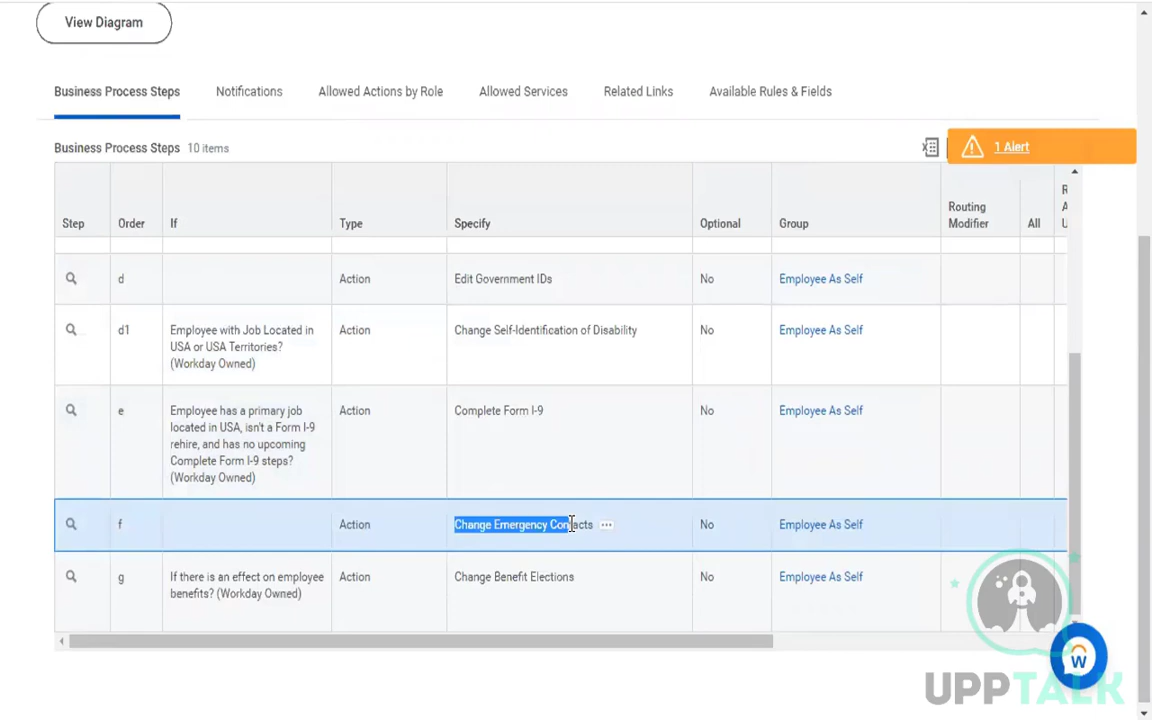 View Diagram
Business Process Steps Notifications Allowed Actions by Role Allowed Services Related Links Available Rules & Fields
Business Process Steps 10 items
1 Alert
Step Order If Type Specify Optional Group Routing Modifier All R A U
d Action Edit Government IDs No Employee As Self
d1 Employee with Job Located in Action Change Self-Identification of Disability No Employee As Self
USA or USA Territories?
(Workday Owned)
e Employee has a primary job Action Complete Form I-9 No Employee As Self
located in USA, isn't a Form I-9
rehire, and has no upcoming
Complete Form I-9 steps?
(Workday Owned)
f Action Change Emergency Contacts No Employee As Self
g If there is an effect on employee Action Change Benefit Elections No Employee As Self
benefits? (Workday Owned)
W
UPPTALK